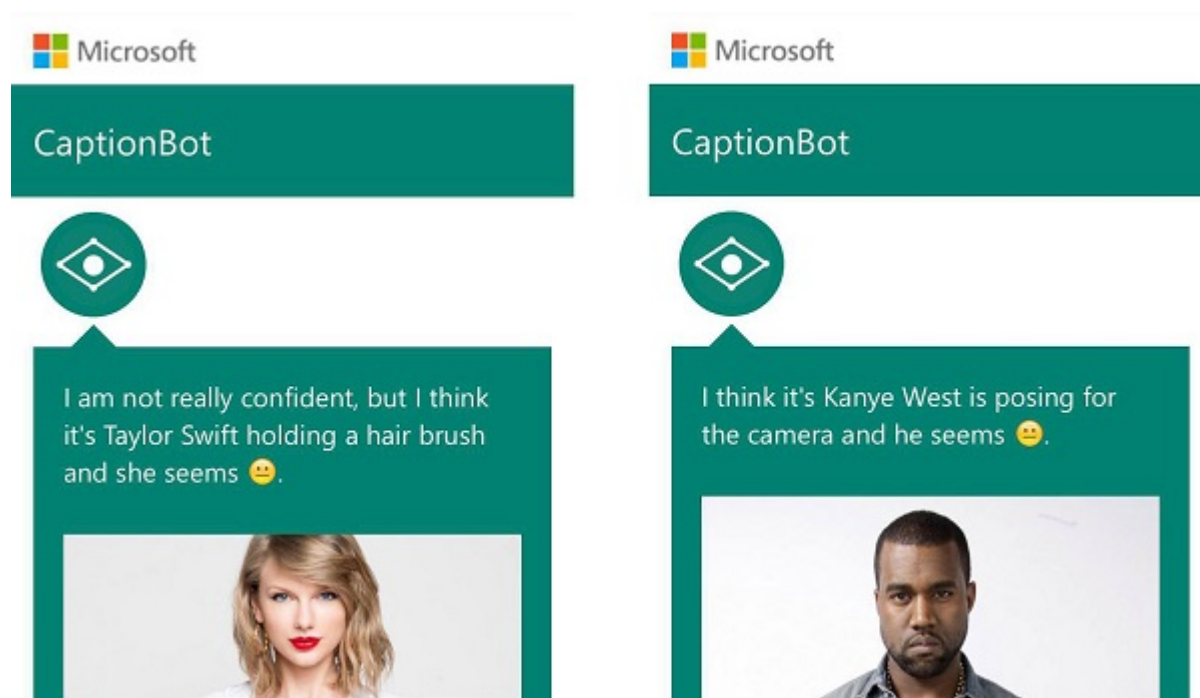 Microsoft
CaptionBot
I am not really confident, but I think
it's Taylor Swift holding a hair brush
and she seems 😐.
Microsoft
CaptionBot
I think it's Kanye West is posing for
the camera and he seems 😐.